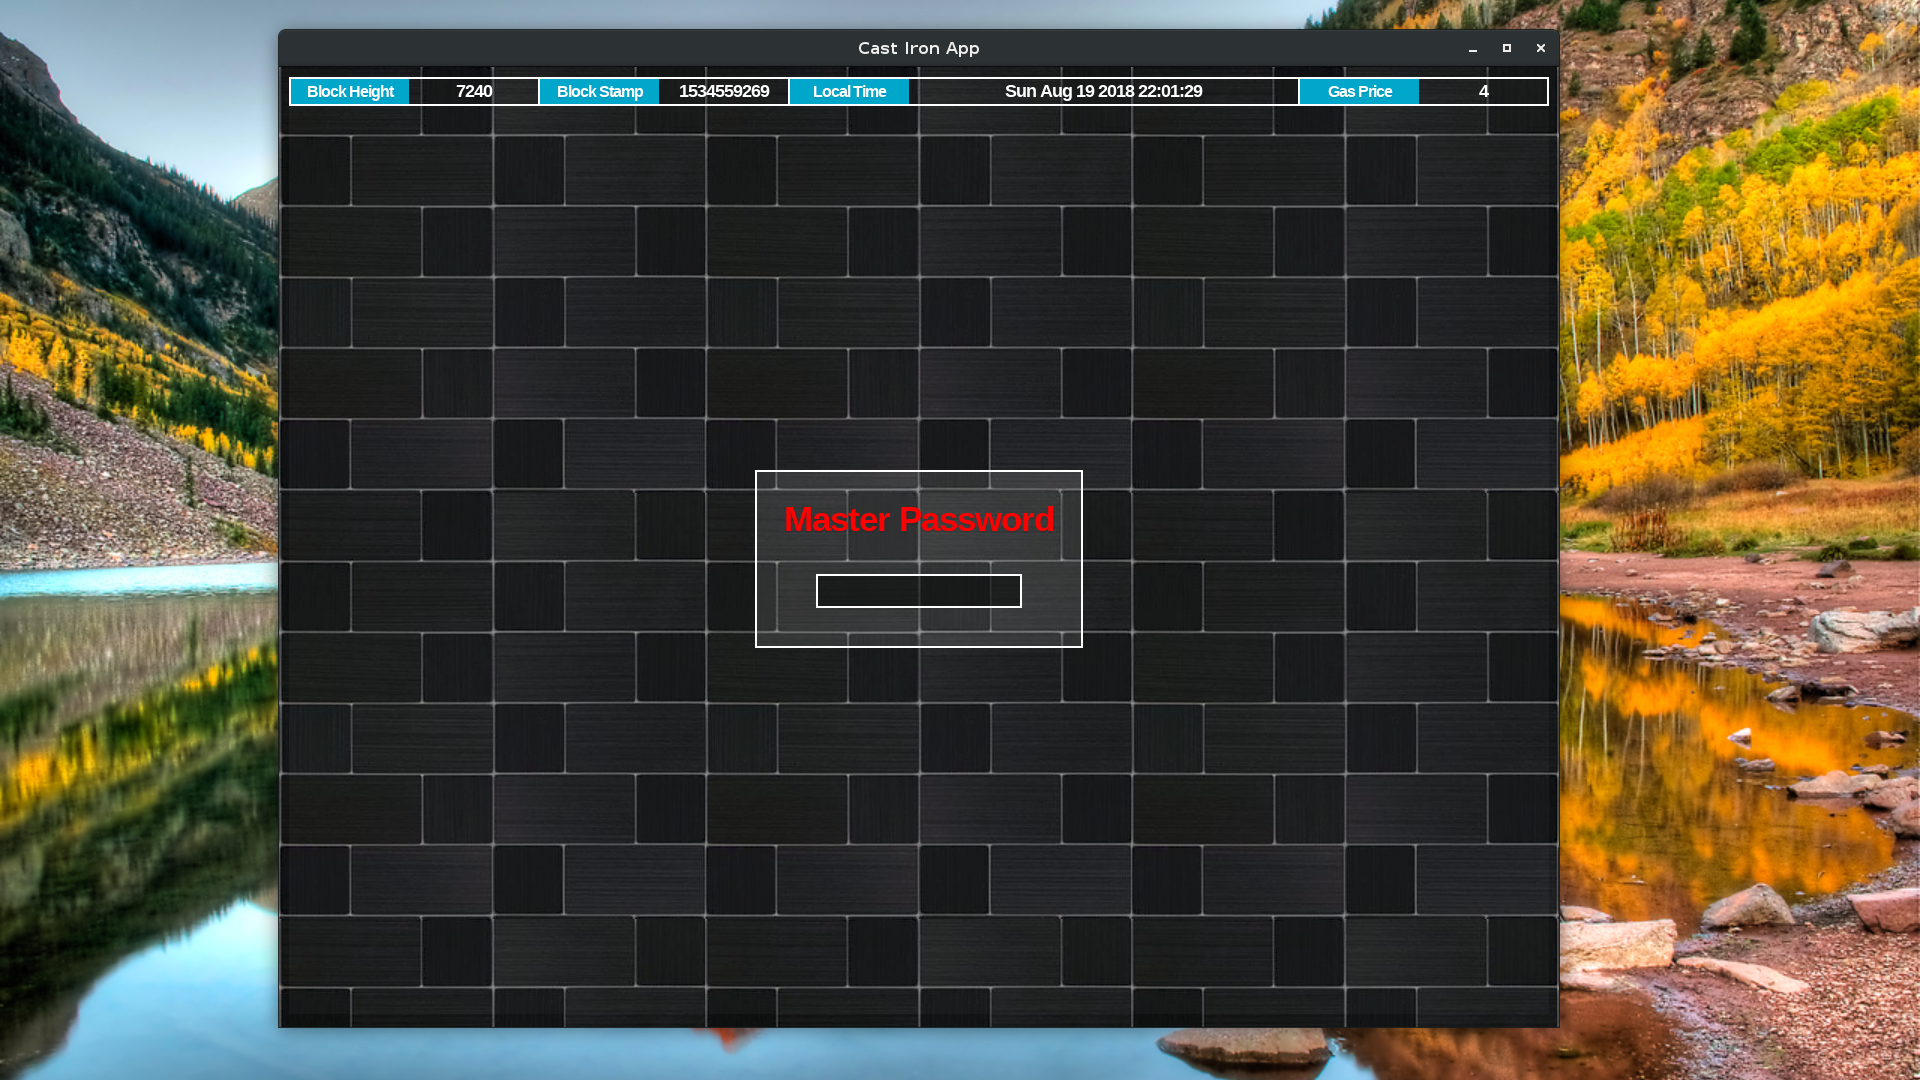 Cast Iron App
Block Height 7240 Block Stamp 1534559269 Local Time Sun Aug 19 2018 22:01:29 Gas Price 4
Master Password